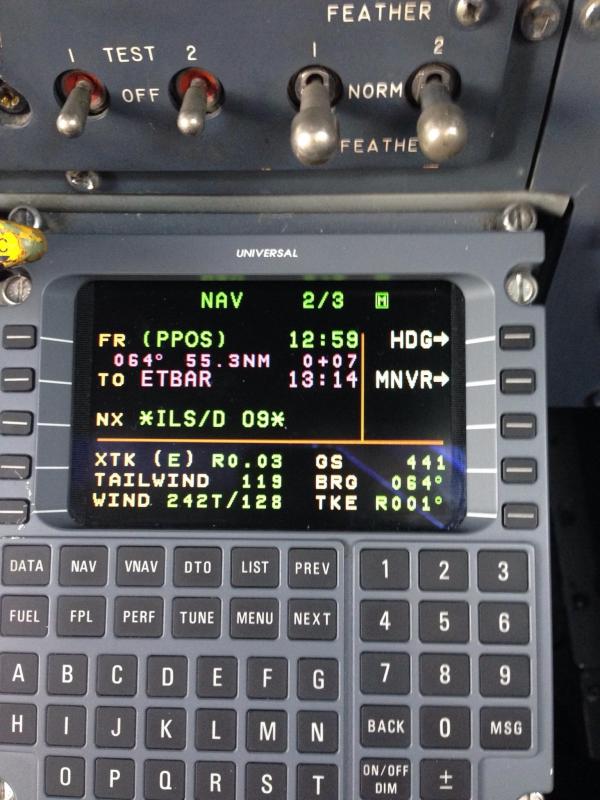 FEATHER
1 TEST 2 1 2
OFF NORM
FEATHE
C
UNIVERSAL
NAV 2/3 M
FR (PPOS) 12:59 HDG→
064° 55.3NM 0+07
TO ETBAR 13:14 MNVR→
NX *ILS/D 09*
XTK (E) R0.03 GS 441
TAILWIND 119 BRG 064°
WIND 242T/128 TKE R001°
DATA NAV VNAV DTO LIST PREV 1 2 3
FUEL FPL PERF TUNE MENU NEXT 4 5 6
A B C D E F G 7 8 9
H I J K L M N BACK 0 MSG
O P Q R S T ON/OFF DIM ±